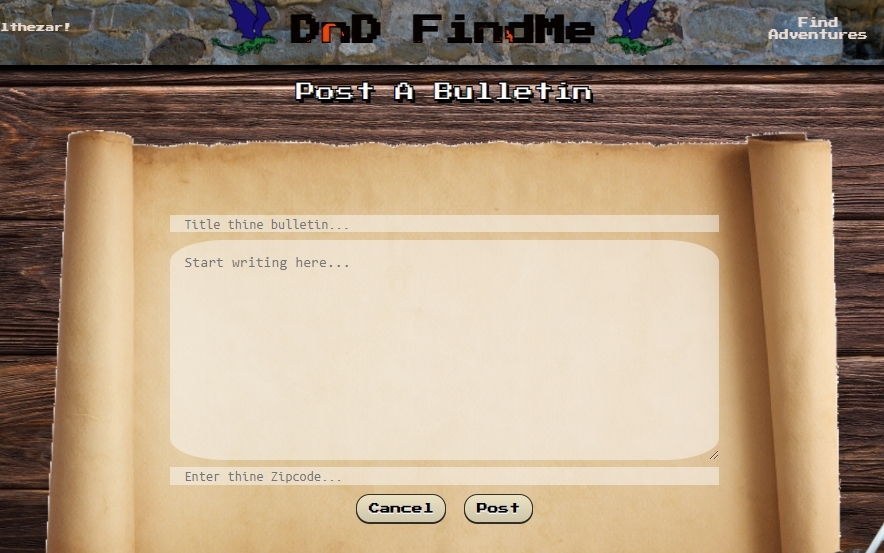 lthezar!
DnD FindMe
Find
Adventures
Post A Bulletin
Title thine bulletin...
Start writing here...
Enter thine Zipcode...
Cancel
Post